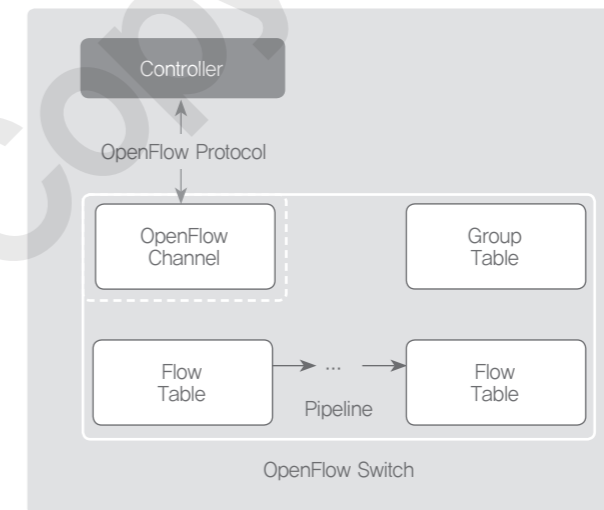 Controller
OpenFlow Protocol
OpenFlow
Channel
Group
Table
Flow
Table
...
Flow
Table
Pipeline
OpenFlow Switch